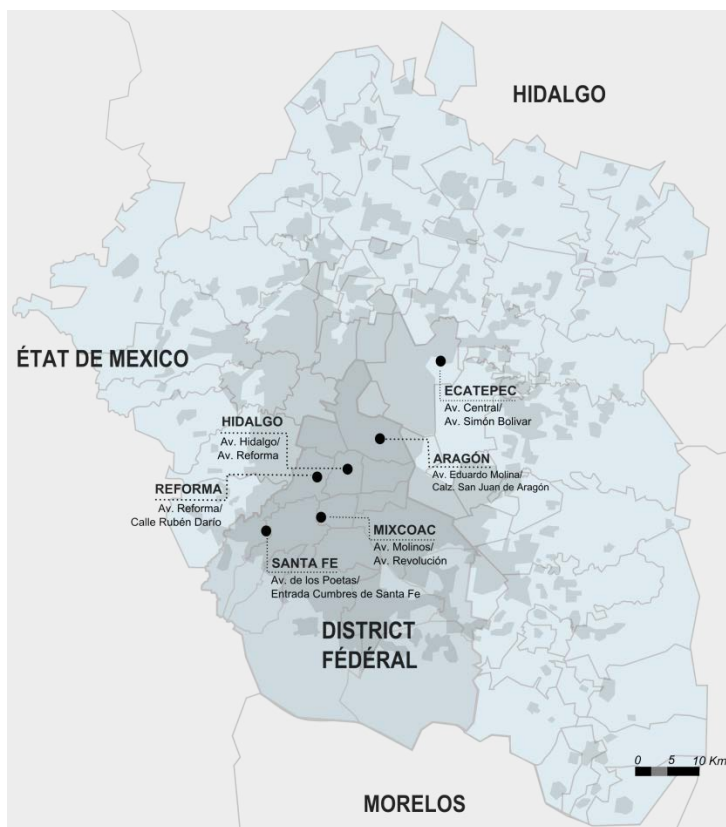 HIDALGO
ÉTAT DE MEXICO
ECATEPEC
Av. Central/
Av. Simón Bolivar
HIDALGO
Av. Hidalgo/
Av. Reforma
ARAGÓN
Av. Eduardo Molina/
Calz. San Juan de Aragón
REFORMA
Av. Reforma/
Calle Rubén Darío
MIXCOAC
Av. Molinos/
Av. Revolución
SANTA FE
Av. de los Poetas/
Entrada Cumbres de Santa Fe
DISTRICT
FÉDÉRAL
0 5 10 Km
MORELOS